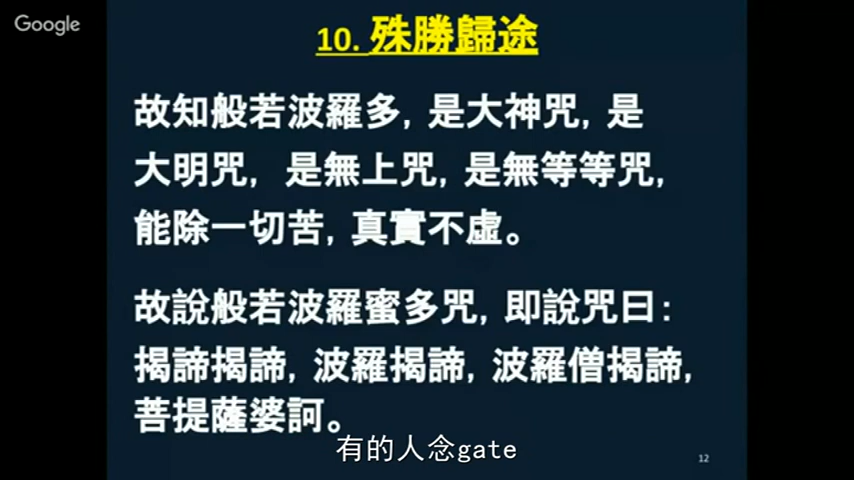 Google
10. 殊勝歸途
故知般若波羅多，是大神咒，是
大明咒， 是無上咒，是無等等咒，
能除一切苦，真實不虛。
故說般若波羅蜜多咒，即說咒曰：
揭諦揭諦，波羅揭諦，波羅僧揭諦，
菩提薩婆訶。
有的人念gate
12